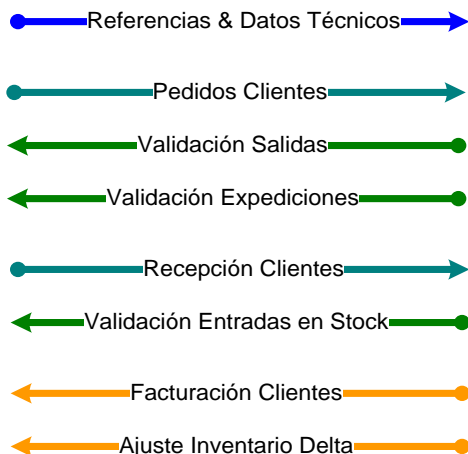 Referencias & Datos Técnicos
Pedidos Clientes
Validación Salidas
Validación Expediciones
Recepción Clientes
Validación Entradas en Stock
Facturación Clientes
Ajuste Inventario Delta